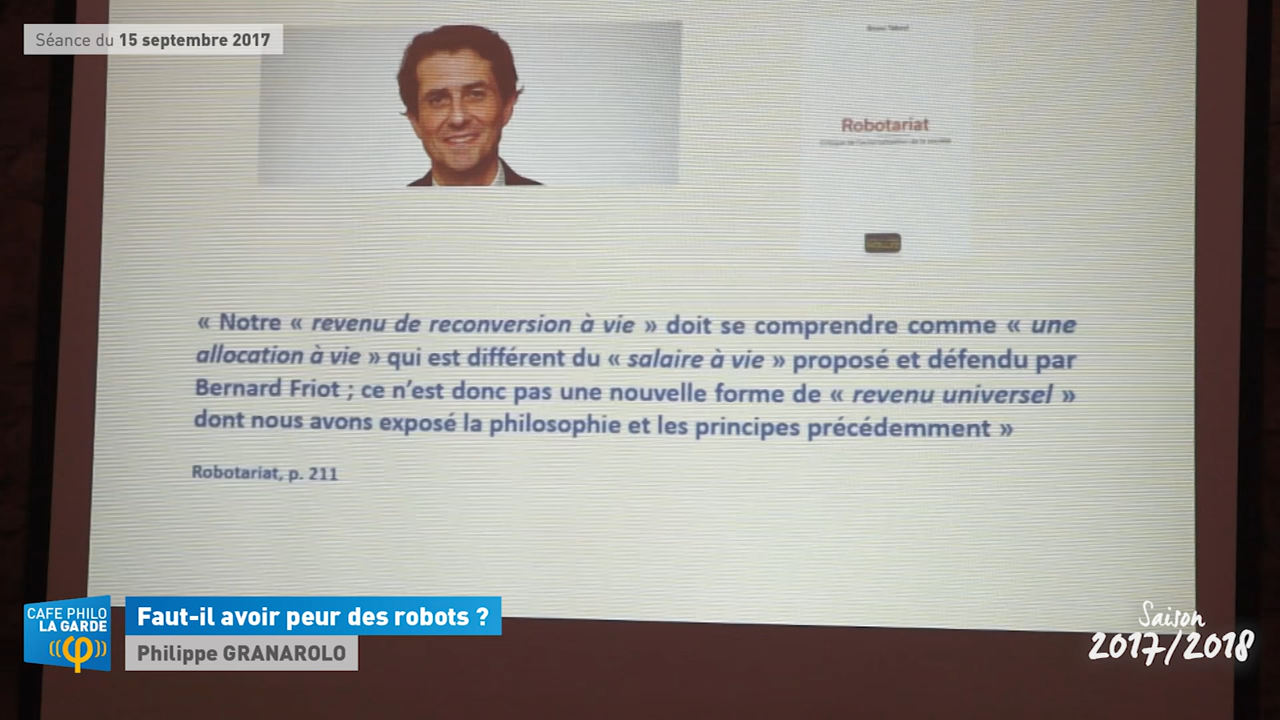 Séance du 15 septembre 2017
Robotariat
« Notre « revenu de reconversion à vie » doit se comprendre comme « une
allocation à vie » qui est différent du « salaire à vie » proposé et défendu par
Bernard Friot ; ce n’est donc pas une nouvelle forme de « revenu universel »
dont nous avons exposé la philosophie et les principes précédemment »
Robotariat, p. 211
CAFE PHILO
LA GARDE
Faut-il avoir peur des robots ?
Philippe GRANAROLO
Saison
2017/2018